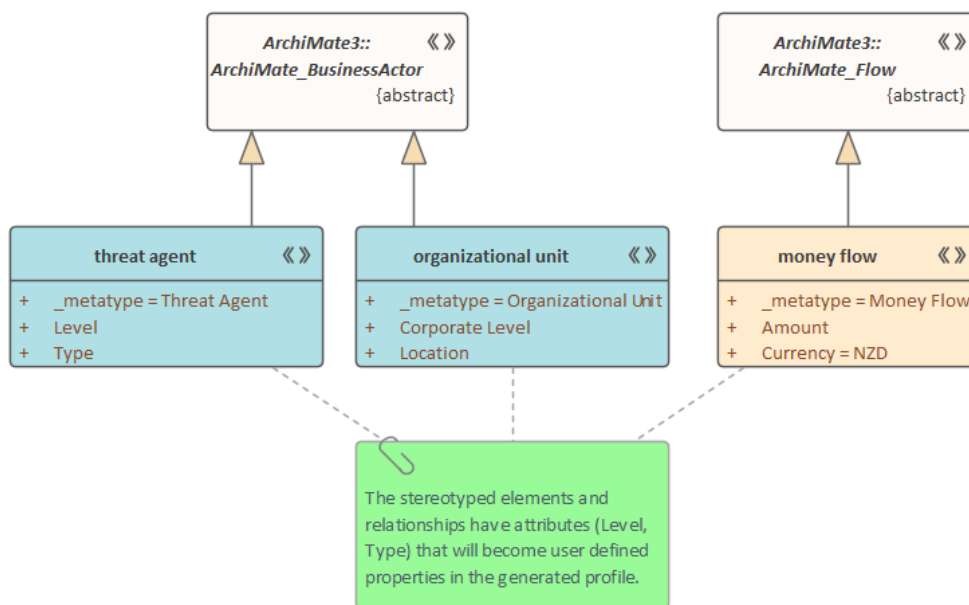 ArchiMate3::
«»
ArchiMate_BusinessActor
{abstract}
ArchiMate3::
«»
ArchiMate_Flow
{abstract}
threat agent «»
+ _metatype = Threat Agent
+ Level
+ Type
organizational unit «»
+ _metatype = Organizational Unit
+ Corporate Level
+ Location
money flow «»
+ _metatype = Money Flow
+ Amount
+ Currency = NZD
The stereotyped elements and
relationships have attributes (Level,
Type) that will become user defined
properties in the generated profile.